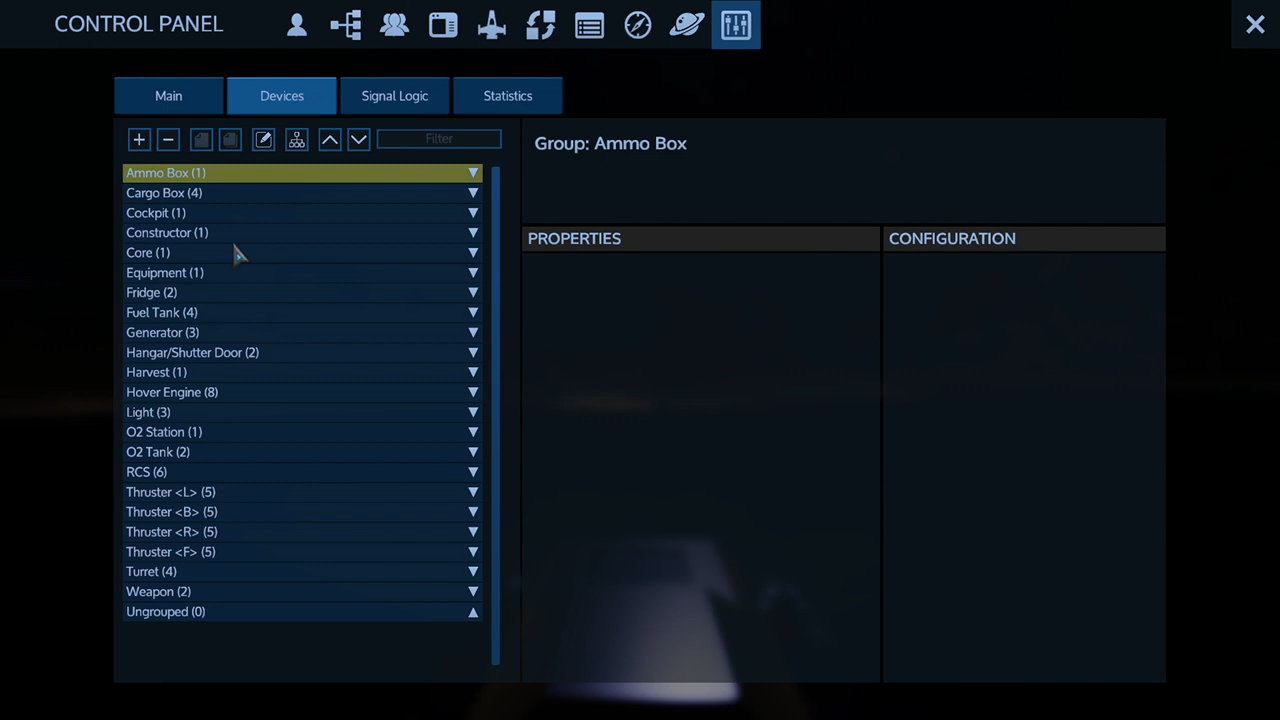 CONTROL PANEL
Main
Devices
Signal Logic
Statistics
Filter
Ammo Box (1)
Cargo Box (4)
Cockpit (1)
Constructor (1)
Core (1)
Equipment (1)
Fridge (2)
Fuel Tank (4)
Generator (3)
Hangar/Shutter Door (2)
Harvest (1)
Hover Engine (8)
Light (3)
O2 Station (1)
O2 Tank (2)
RCS (6)
Thruster <L> (5)
Thruster <B> (5)
Thruster <R> (5)
Thruster <F> (5)
Turret (4)
Weapon (2)
Ungrouped (0)
Group: Ammo Box
PROPERTIES
CONFIGURATION